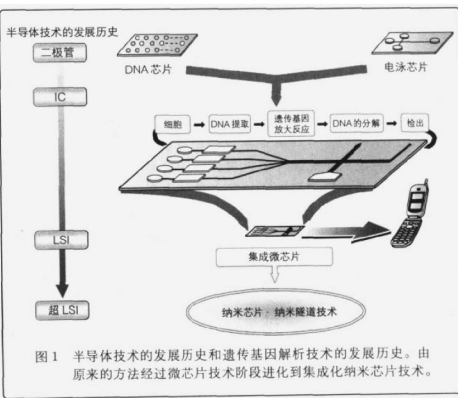 半导体技术的发展历史
二极管
IC
LSI
超 LSI
DNA 芯片
电泳芯片
细胞
DNA 提取
遗传基因
放大反应
DNA 的分解
检出
集成微芯片
纳米芯片·纳米隧道技术
图 1 半导体技术的发展历史和遗传基因解析技术的发展历史。由
原来的方法经过微芯片技术阶段进化到集成化纳米芯片技术。